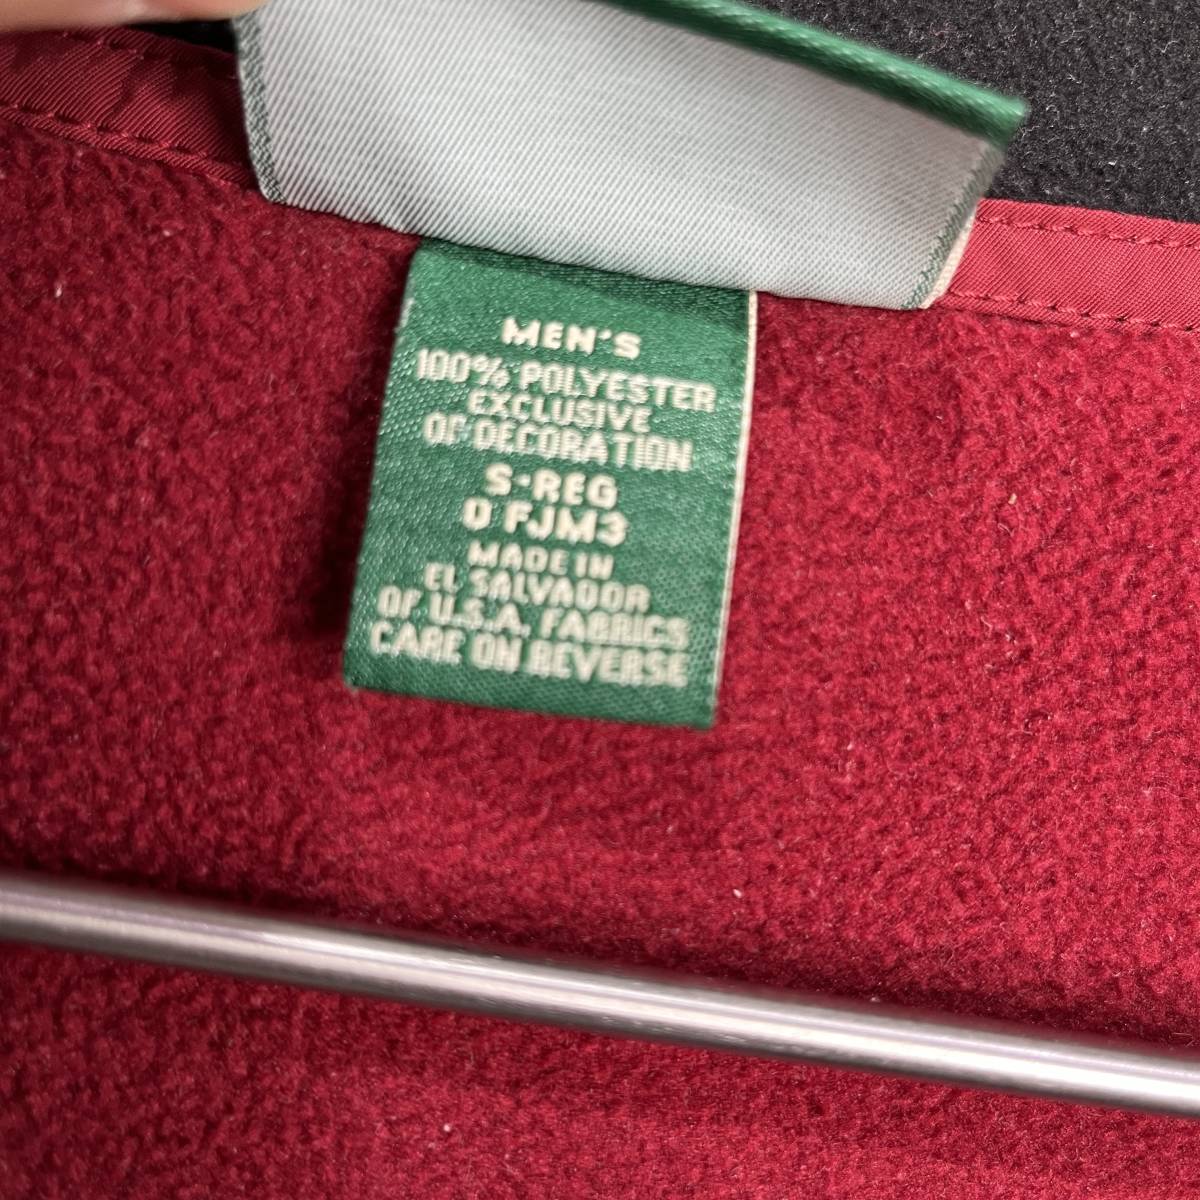 MEN'S
100% POLYESTER
EXCLUSIVE
OF DECORATION
S-REG
0 FJM3
MADE IN
EL SALVADOR
OF U.S.A. FABRICS
CARE ON REVERSE